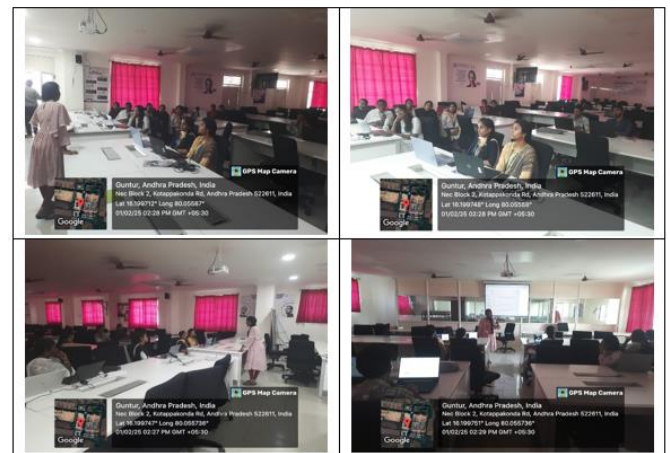 GPS Map Camera
Guntur, Andhra Pradesh, India
Nec Block 2, Kotappakonda Rd, Andhra Pradesh 522611, India
Lat 16.199712° Long 80.05587°
01/02/25 02:28 PM GMT +05:30
Google
GPS Map Camera
Guntur, Andhra Pradesh, India
Nec Block 2, Kotappakonda Rd, Andhra Pradesh 522611, India
Lat 16.199748° Long 80.05568°
01/02/25 02:28 PM GMT +05:30
Google
GPS Map Camera
Guntur, Andhra Pradesh, India
Nec Block 2, Kotappakonda Rd, Andhra Pradesh 522611, India
Lat 16.199747° Long 80.055736°
01/02/25 02:27 PM GMT +05:30
Google
GPS Map Camera
Guntur, Andhra Pradesh, India
Nec Block 2, Kotappakonda Rd, Andhra Pradesh 522611, India
Lat 16.199751° Long 80.055736°
01/02/25 02:29 PM GMT +05:30
Google